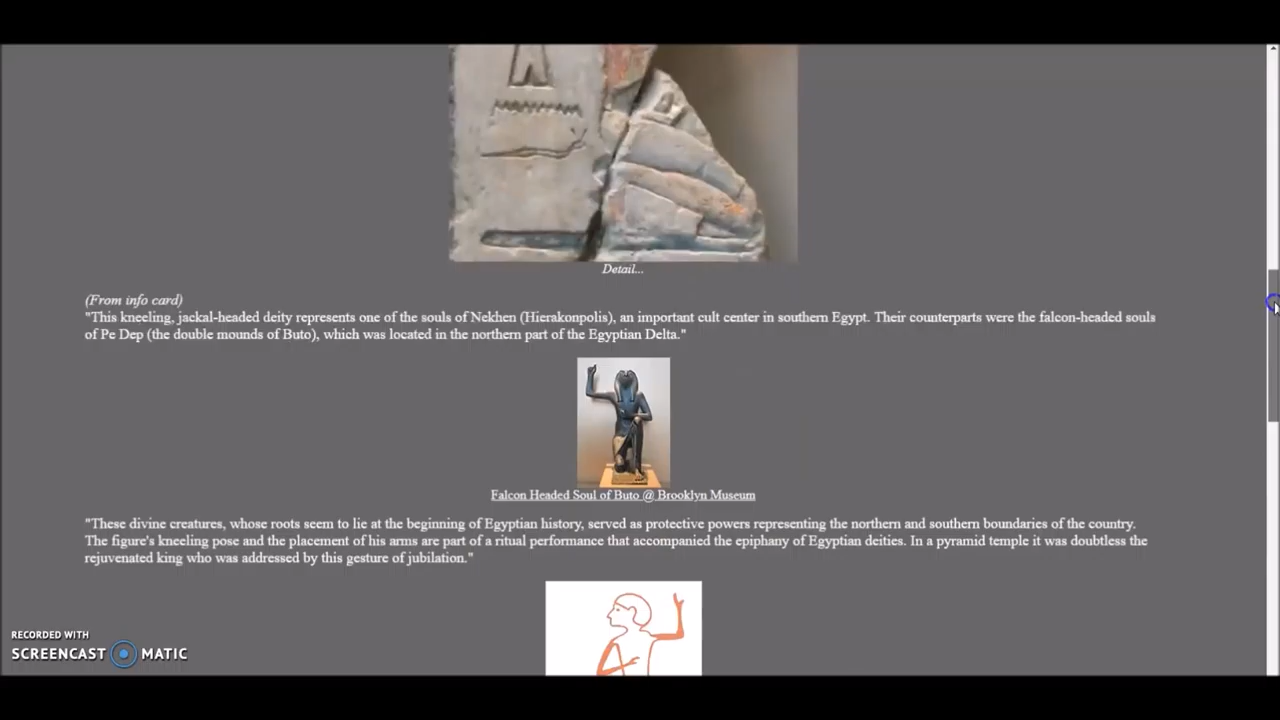 Detail...
(From info card)
"This kneeling, jackal-headed deity represents one of the souls of Nekhen (Hierakonpolis), an important cult center in southern Egypt. Their counterparts were the falcon-headed souls
of Pe Dep (the double mounds of Buto), which was located in the northern part of the Egyptian Delta."
Falcon Headed Soul of Buto @ Brooklyn Museum
"These divine creatures, whose roots seem to lie at the beginning of Egyptian history, served as protective powers representing the northern and southern boundaries of the country.
The figure's kneeling pose and the placement of his arms are part of a ritual performance that accompanied the epiphany of Egyptian deities. In a pyramid temple it was doubtless the
rejuvenated king who was addressed by this gesture of jubilation."
RECORDED WITH
SCREENCAST MATIC